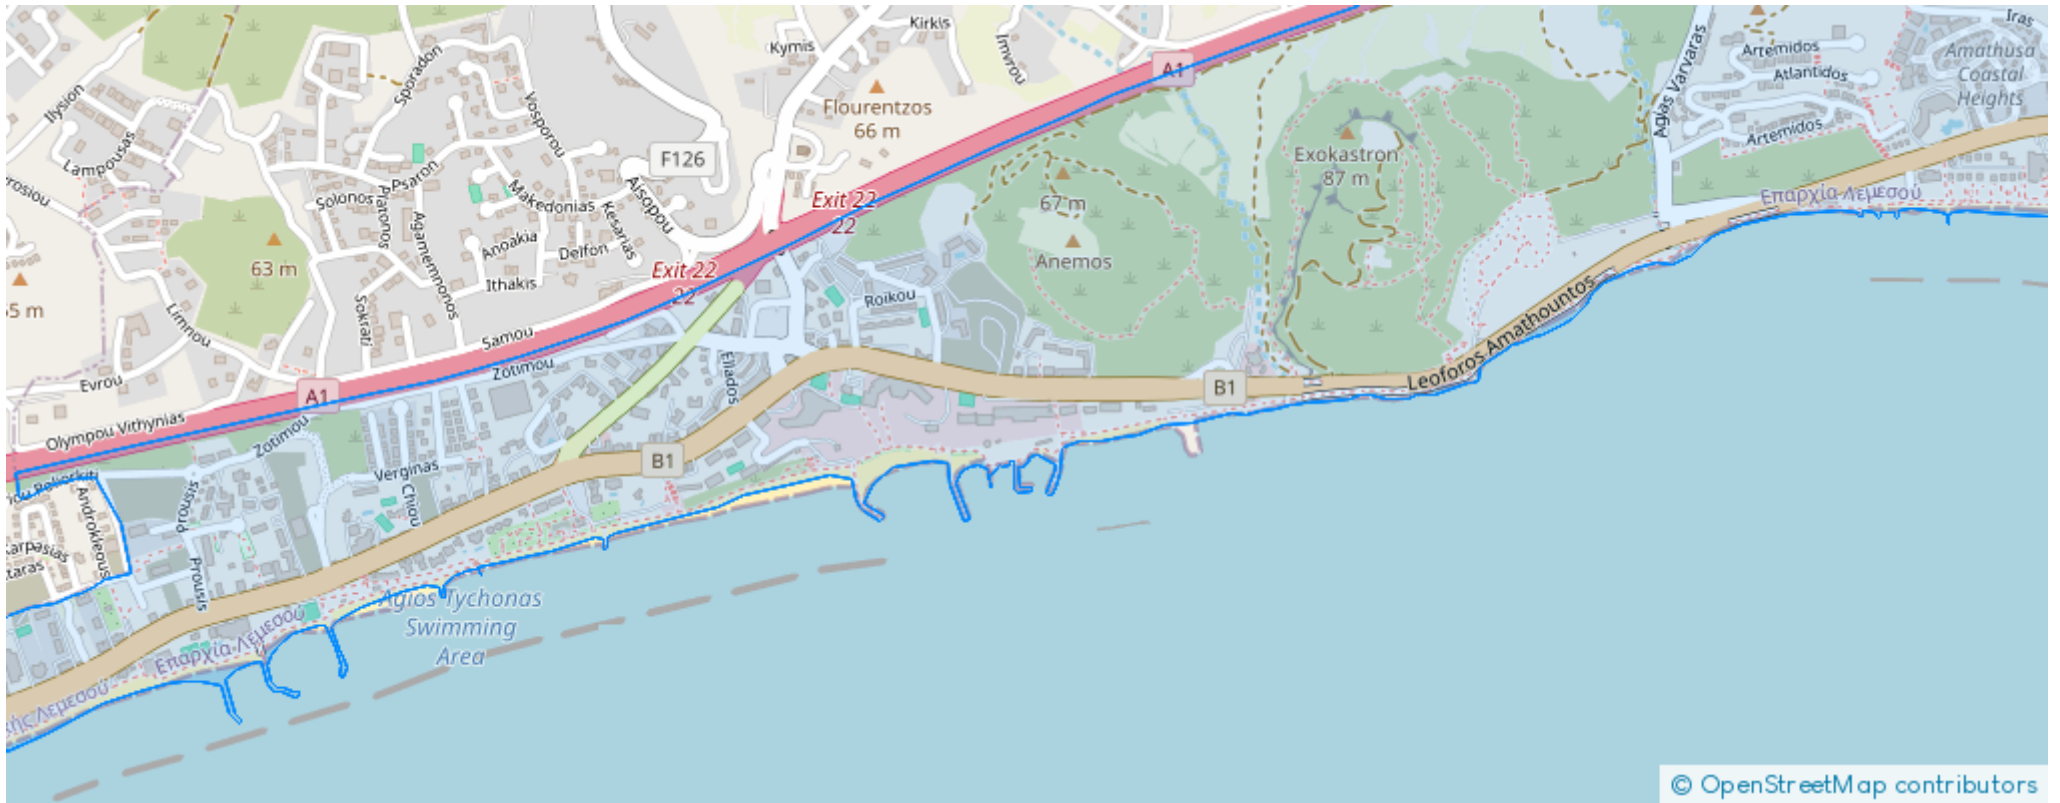 Kirkis
Iras
Kymis
Imvrou
Artemidos
Amathusa
Coastal
Heights
A1
Atlantidos
Sporadon
Ilysion
Vosporou
Flourentzos
66 m
Agias Varvaras
Artemidos
Lampousas
F126
Exokastron
87 m
Psaron
Solonos
Platonos
Makedonias
Aisopou
Exit 22
22
67 m
Επαρχία Λεμεσού
Agamemnonos
Kesarias
Anoakia
Delfon
63 m
Anemos
Exit 22
22
Ithakis
Roikou
Sokrati
Limnou
Samou
Leoforos Amathountos
Zotimou
Eliados
Evrou
A1
B1
Olympou Vithynias
Zotimou
B1
Verginas
Chiou
Androkleous
Prousis
Karpasias
Prousis
Agios Tychonas
Swimming
Area
Επαρχία Λεμεσού
Λεμεσού
© OpenStreetMap contributors